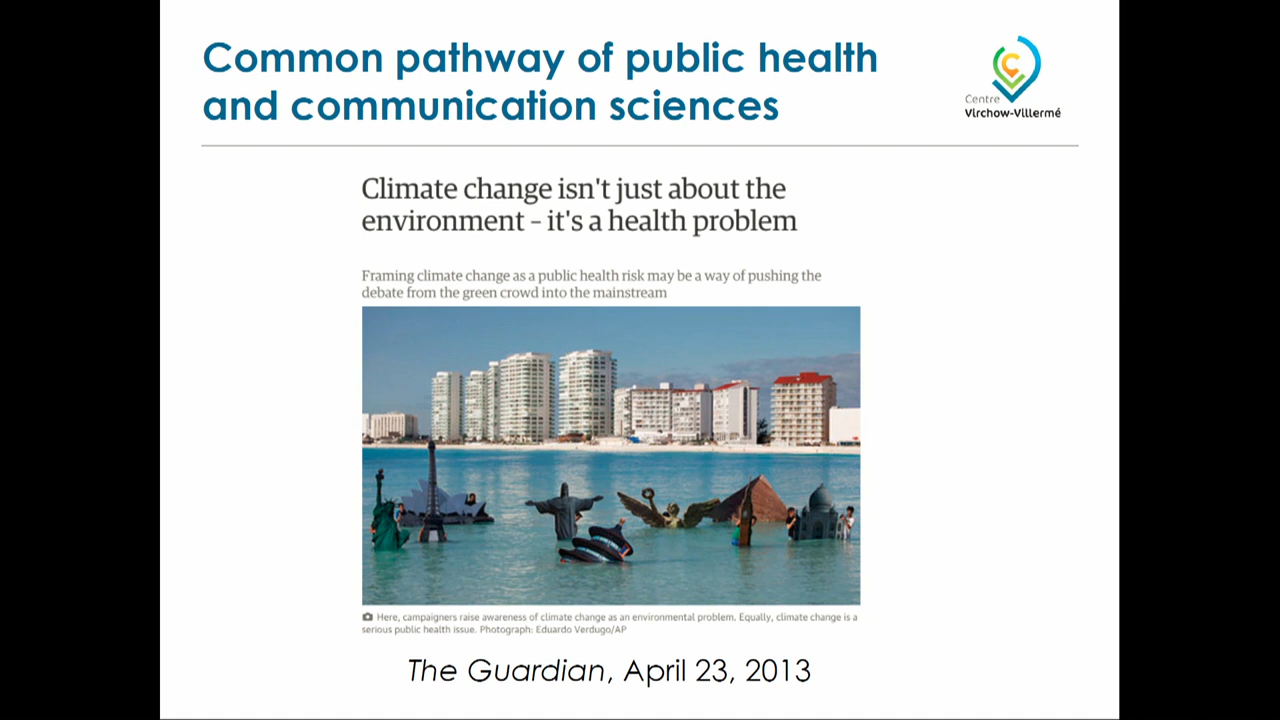 Common pathway of public health
and communication sciences
C
Centre
Virchow-Villermé
Climate change isn't just about the
environment – it's a health problem
Framing climate change as a public health risk may be a way of pushing the
debate from the green crowd into the mainstream
Here, campaigners raise awareness of climate change as an environmental problem. Equally, climate change is a
serious public health issue. Photograph: Eduardo Verdugo/AP
The Guardian, April 23, 2013